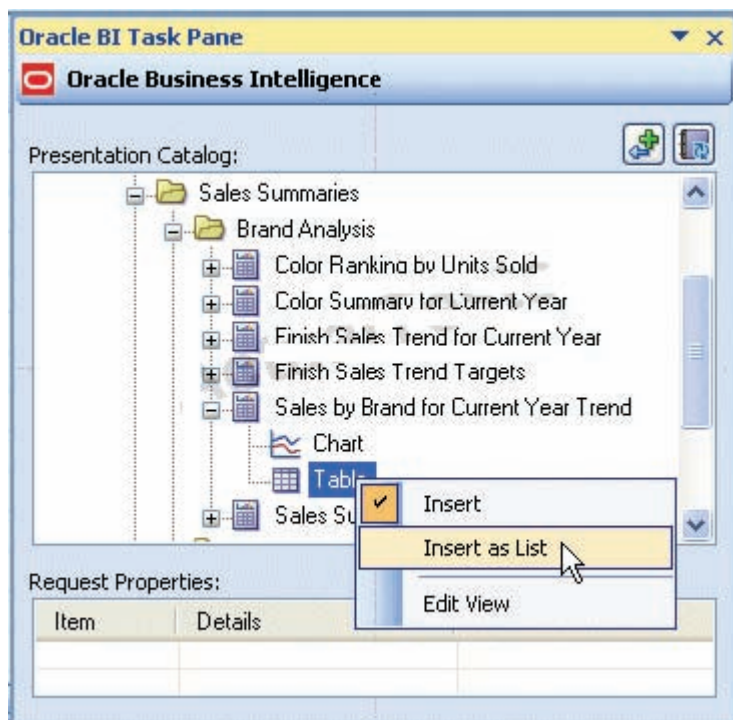 Oracle BI Task Pane
Oracle Business Intelligence
Presentation Catalog:
Sales Summaries
Brand Analysis
Color Ranking by Units Sold
Color Summary for Current Year
Finish Sales Trend for Current Year
Finish Sales Trend Targets
Sales by Brand for Current Year Trend
Chart
Table
Sales Su
Insert
Insert as List
Edit View
Request Properties:
Item Details